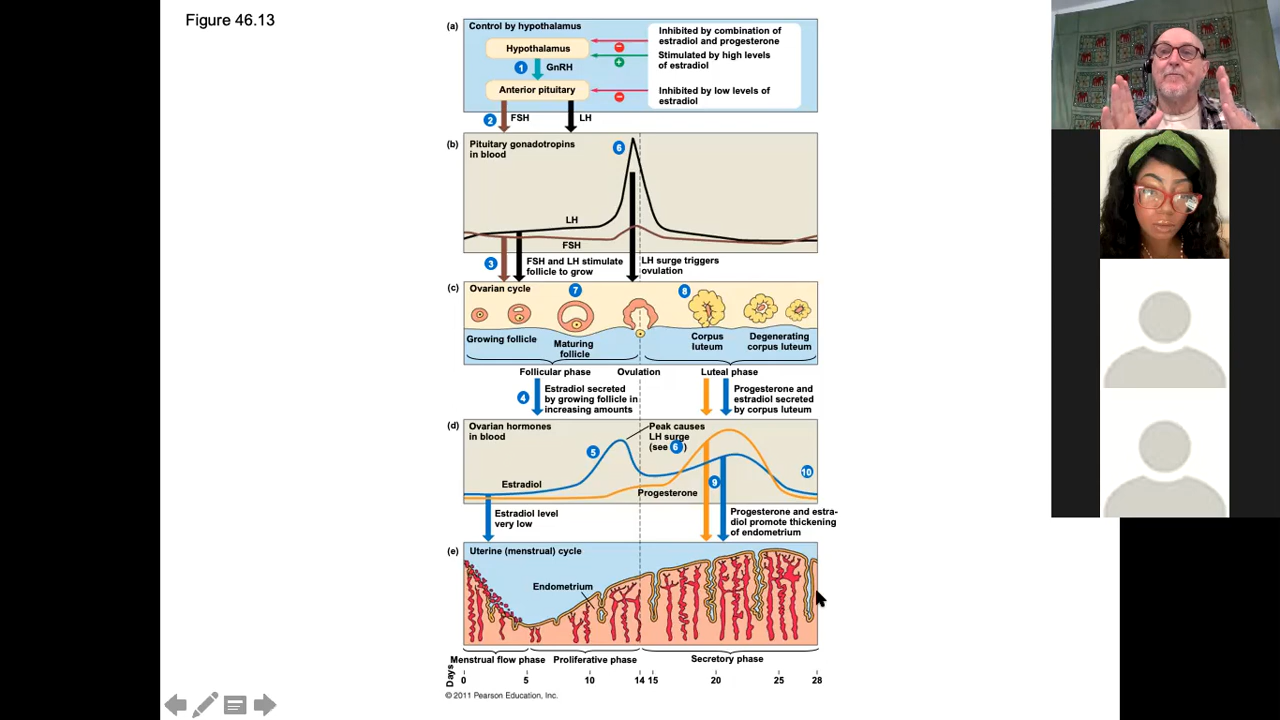 Figure 46.13
(a)
Control by hypothalamus
Hypothalamus
1
GnRH
Anterior pituitary
Inhibited by combination of
estradiol and progesterone
Stimulated by high levels
of estradiol
Inhibited by low levels of
estradiol
−
+
−
2
FSH
LH
(b)
Pituitary gonadotropins
in blood
6
LH
FSH
3
FSH and LH stimulate
follicle to grow
LH surge triggers
ovulation
(c)
Ovarian cycle
7
8
Growing follicle
Maturing
follicle
Corpus
luteum
Degenerating
corpus luteum
Follicular phase
Ovulation
Luteal phase
4
Estradiol secreted
by growing follicle in
increasing amounts
Progesterone and
estradiol secreted
by corpus luteum
(d)
Ovarian hormones
in blood
5
Peak causes
LH surge
(see 6)
10
Estradiol
9
Progesterone
Estradiol level
very low
Progesterone and estra-
diol promote thickening
of endometrium
(e)
Uterine (menstrual) cycle
Endometrium
Menstrual flow phase
Proliferative phase
Secretory phase
Days
0 5 10 14 15 20 25 28
© 2011 Pearson Education, Inc.